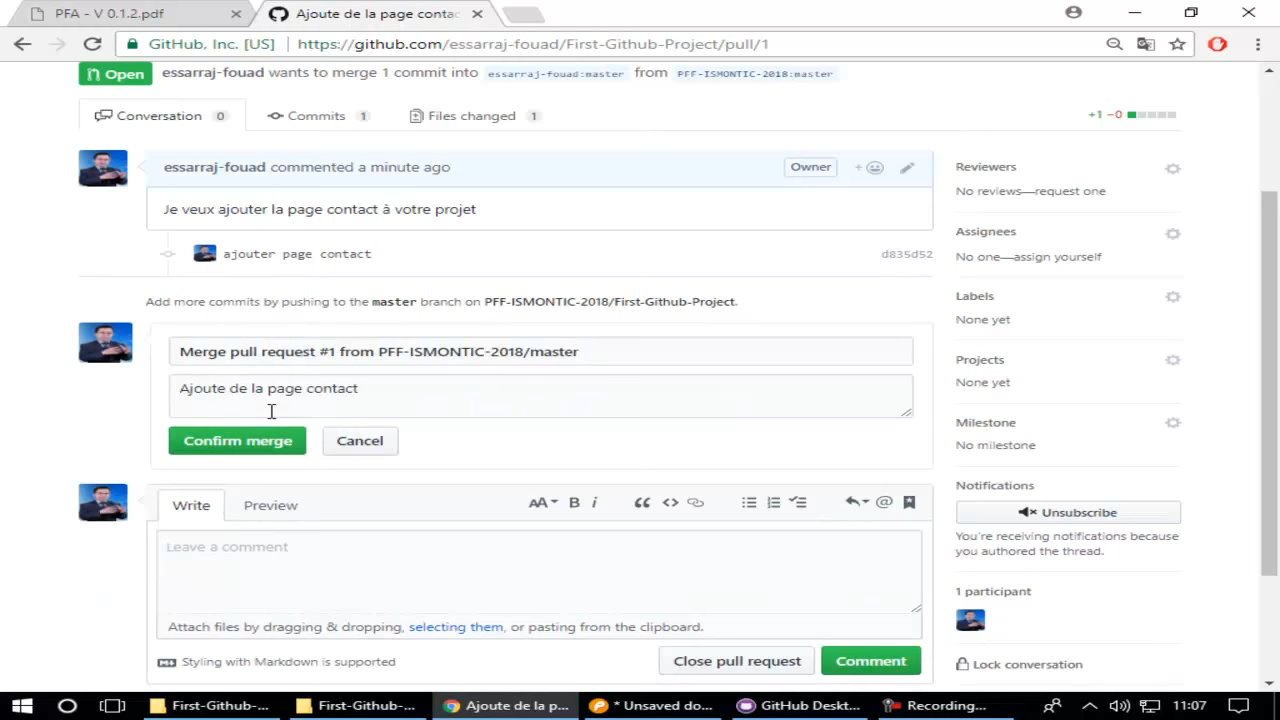 PFA - V 0.1.2.pdf
Ajoute de la page contac
GitHub, Inc. [US]
https://github.com/essarraj-fouad/First-Github-Project/pull/1
Open
essarraj-fouad wants to merge 1 commit into essarraj-fouad:master from PFF-ISMONTIC-2018:master
Conversation 0
Commits 1
Files changed 1
+1 −0
essarraj-fouad commented a minute ago
Owner
Je veux ajouter la page contact à votre projet
ajouter page contact
d835d52
Add more commits by pushing to the master branch on PFF-ISMONTIC-2018/First-Github-Project.
Merge pull request #1 from PFF-ISMONTIC-2018/master
Ajoute de la page contact
Confirm merge
Cancel
Write
Preview
AA
B
i
Leave a comment
Attach files by dragging & dropping, selecting them, or pasting from the clipboard.
Styling with Markdown is supported
Close pull request
Comment
Reviewers
No reviews—request one
Assignees
No one—assign yourself
Labels
None yet
Projects
None yet
Milestone
No milestone
Notifications
Unsubscribe
You're receiving notifications because
you authored the thread.
1 participant
Lock conversation
First-Github-...
First-Github-...
Ajoute de la p...
* Unsaved do...
GitHub Deskt...
Recording...
11:07